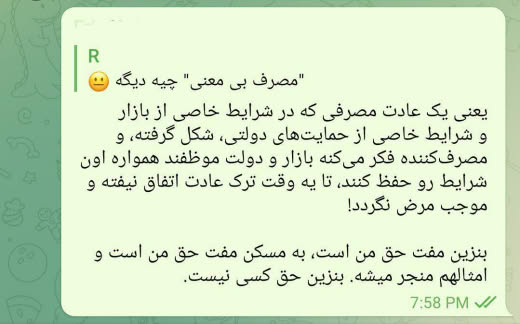 R
"مصرف بی معنی" چیه دیگه 😐
یعنی یک عادت مصرفی که در شرایط خاصی از بازار
و شرایط خاصی از حمایت‌های دولتی، شکل گرفته، و
مصرف‌کننده فکر می‌کنه بازار و دولت موظفند همواره اون
شرایط رو حفظ کنند، تا یه وقت ترک عادت اتفاق نیفته و
موجب مرض نگردد!
بنزین مفت حق من است، به مسکن مفت حق من است و
امثالهم منجر میشه. بنزین حق کسی نیست.
7:58 PM